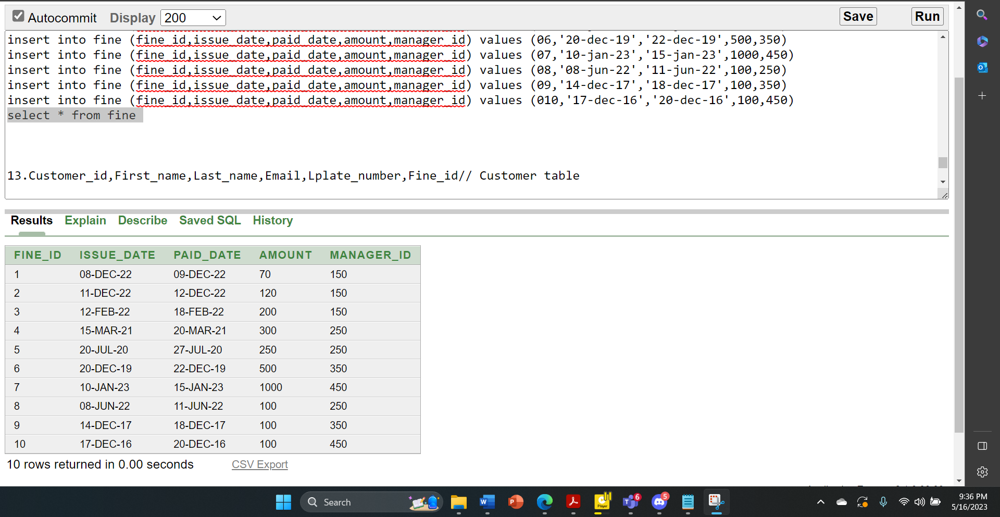 Autocommit Display 200 Save Run
insert into fine (fine_id,issue_date,paid_date,amount,manager_id) values (06,'20-dec-19','22-dec-19',500,350)
insert into fine (fine_id,issue_date,paid_date,amount,manager_id) values (07,'10-jan-23','15-jan-23',1000,450)
insert into fine (fine_id,issue_date,paid_date,amount,manager_id) values (08,'08-jun-22','11-jun-22',100,250)
insert into fine (fine_id,issue_date,paid_date,amount,manager_id) values (09,'14-dec-17','18-dec-17',100,350)
insert into fine (fine_id,issue_date,paid_date,amount,manager_id) values (010,'17-dec-16','20-dec-16',100,450)
select * from fine
13.Customer_id,First_name,Last_name,Email,Lplate_number,Fine_id// Customer table
Results Explain Describe Saved SQL History
FINE_ID ISSUE_DATE PAID_DATE AMOUNT MANAGER_ID
1 08-DEC-22 09-DEC-22 70 150
2 11-DEC-22 12-DEC-22 120 150
3 12-FEB-22 18-FEB-22 200 150
4 15-MAR-21 20-MAR-21 300 250
5 20-JUL-20 27-JUL-20 250 250
6 20-DEC-19 22-DEC-19 500 350
7 10-JAN-23 15-JAN-23 1000 450
8 08-JUN-22 11-JUN-22 100 250
9 14-DEC-17 18-DEC-17 100 350
10 17-DEC-16 20-DEC-16 100 450
10 rows returned in 0.00 seconds CSV Export
Search
W
P
Player
T 6
5
9:36 PM
5/16/2023